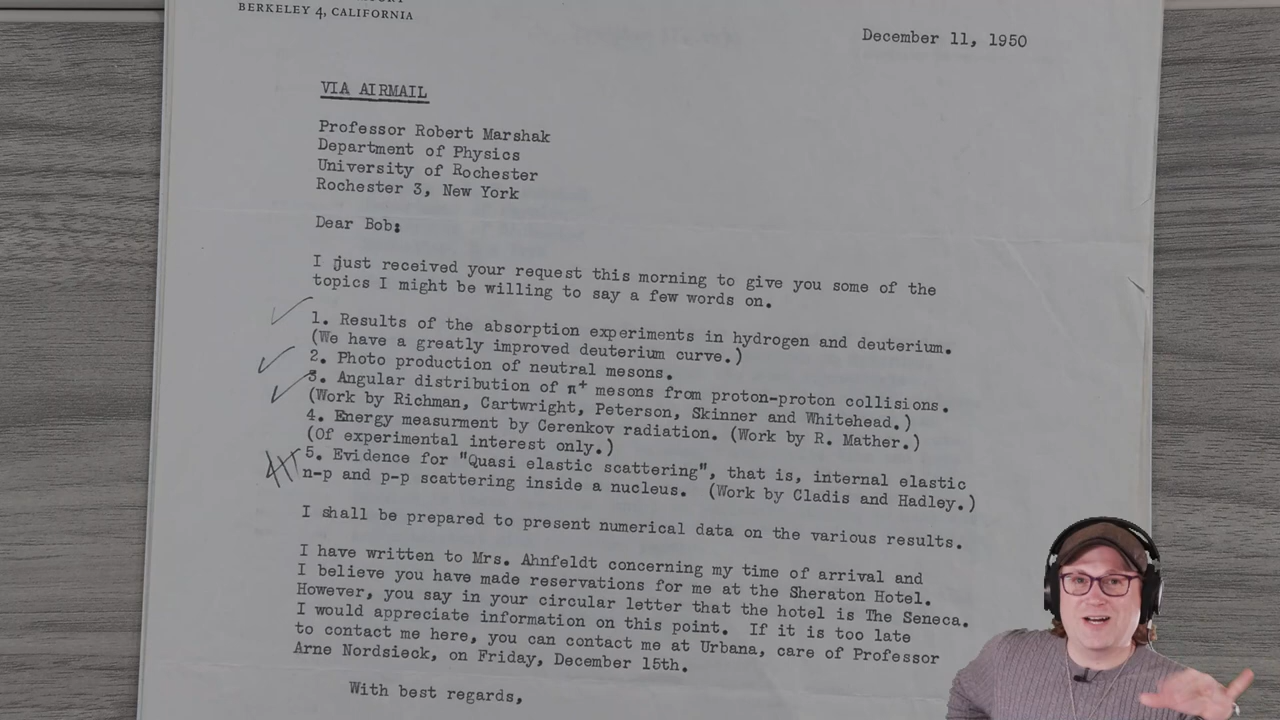 BERKELEY 4, CALIFORNIA
December 11, 1950
VIA AIRMAIL
Professor Robert Marshak
Department of Physics
University of Rochester
Rochester 3, New York
Dear Bob:
I just received your request this morning to give you some of the
topics I might be willing to say a few words on.
1. Results of the absorption experiments in hydrogen and deuterium.
(We have a greatly improved deuterium curve.)
2. Photo production of neutral mesons.
3. Angular distribution of π+ mesons from proton-proton collisions.
(Work by Richman, Cartwright, Peterson, Skinner and Whitehead.)
4. Energy measurment by Cerenkov radiation. (Work by R. Mather.)
(Of experimental interest only.)
5. Evidence for "Quasi elastic scattering", that is, internal elastic
n-p and p-p scattering inside a nucleus. (Work by Cladis and Hadley.)
I shall be prepared to present numerical data on the various results.
I have written to Mrs. Ahnfeldt concerning my time of arrival and
I believe you have made reservations for me at the Sheraton Hotel.
However, you say in your circular letter that the hotel is The Seneca.
I would appreciate information on this point. If it is too late
to contact me here, you can contact me at Urbana, care of Professor
Arne Nordsieck, on Friday, December 15th.
With best regards,